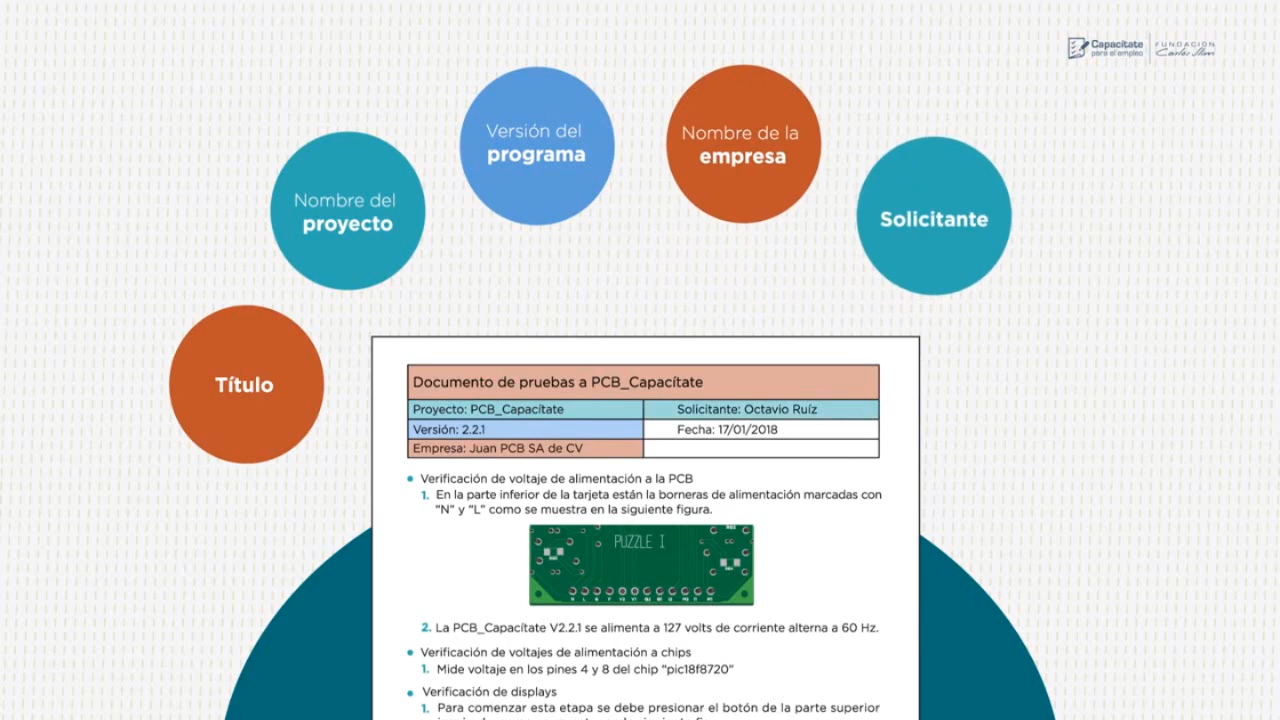 Capacítate
para el empleo
FUNDACIÓN
Carlos Slim
Versión del
programa
Nombre de la
empresa
Nombre del
proyecto
Solicitante
Título
Documento de pruebas a PCB_Capacítate
Proyecto: PCB_Capacítate
Solicitante: Octavio Ruíz
Versión: 2.2.1
Fecha: 17/01/2018
Empresa: Juan PCB SA de CV
Verificación de voltaje de alimentación a la PCB
1. En la parte inferior de la tarjeta están la borneras de alimentación marcadas con
"N" y "L" como se muestra en la siguiente figura.
PUZZLE I
2. La PCB_Capacítate V2.2.1 se alimenta a 127 volts de corriente alterna a 60 Hz.
Verificación de voltajes de alimentación a chips
1. Mide voltaje en los pines 4 y 8 del chip "pic18f8720"
Verificación de displays
1. Para comenzar esta etapa se debe presionar el botón de la parte superior